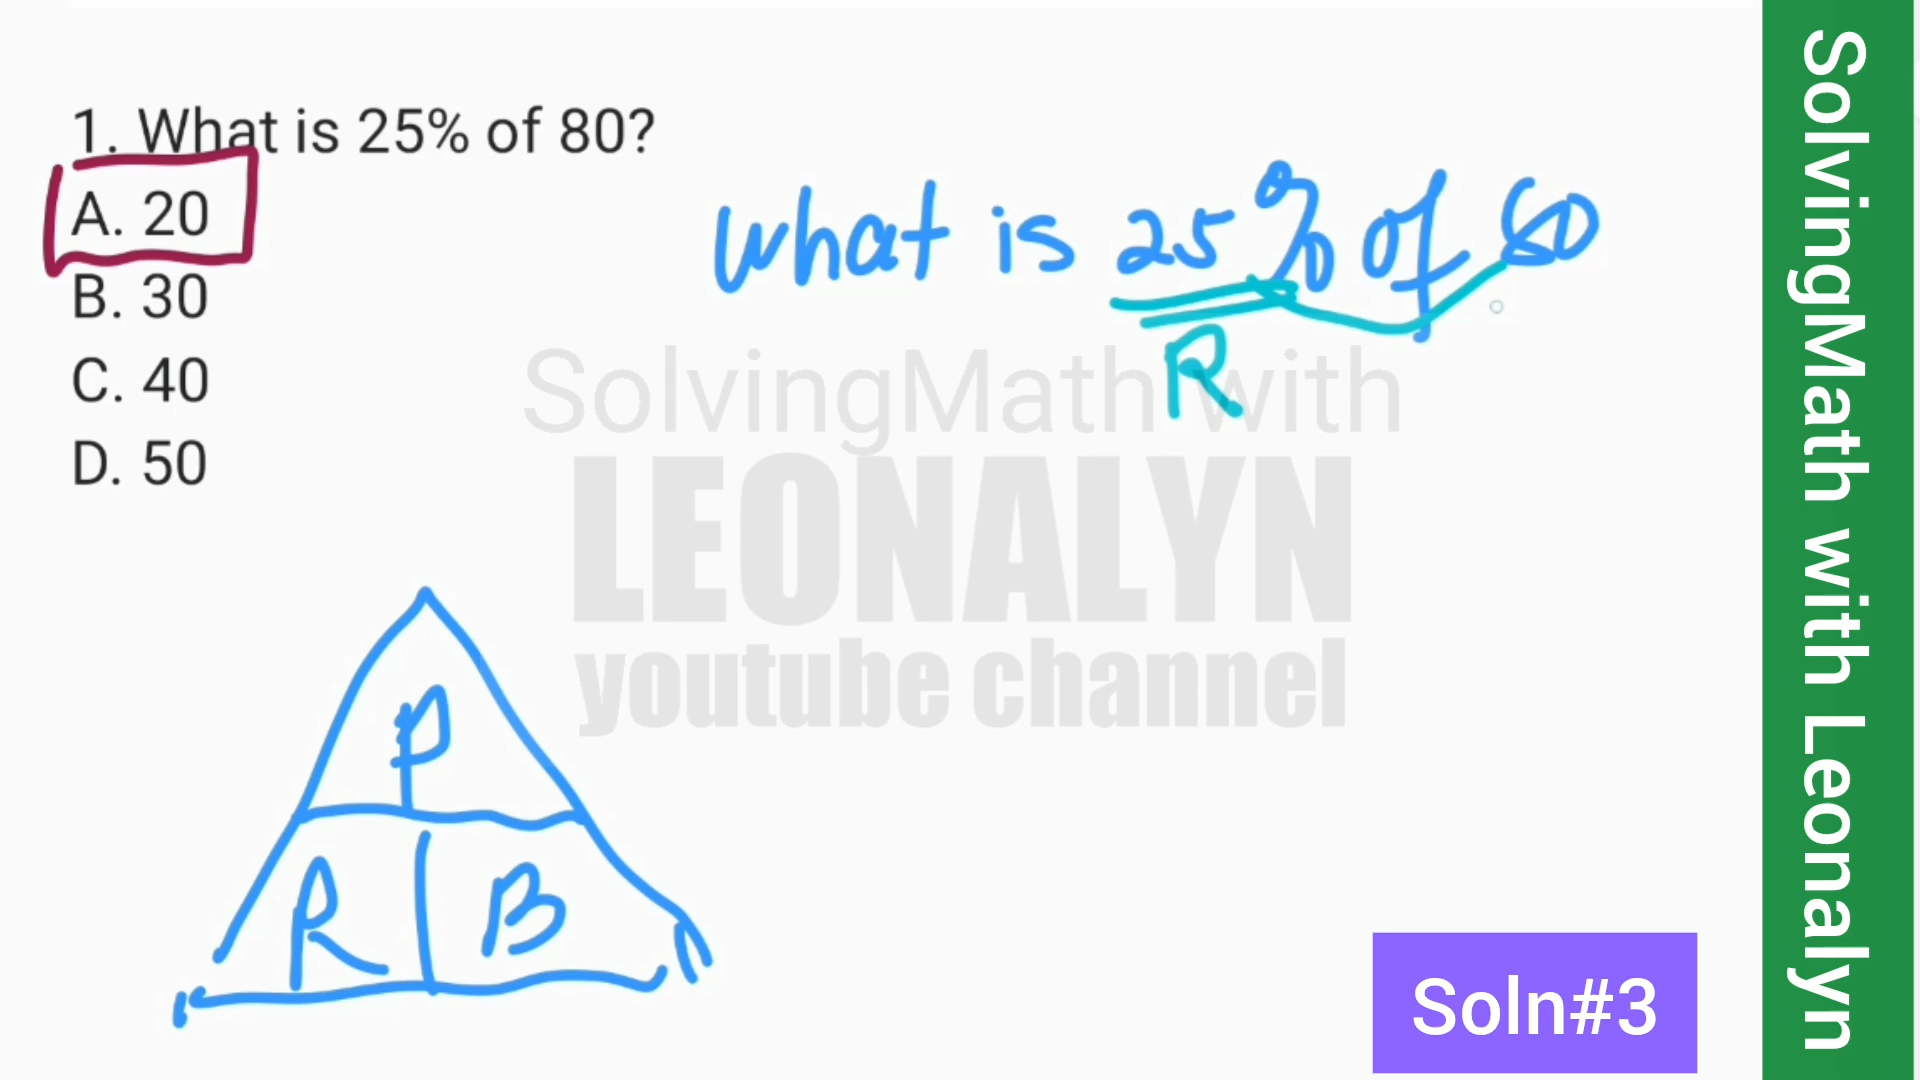 1. What is 25% of 80?
A. 20
B. 30
C. 40
D. 50
What is 25% of 80
R
SolvingMath with
LEONALYN
youtube channel
P
R
B
Soln#3
SolvingMath with Leonalyn